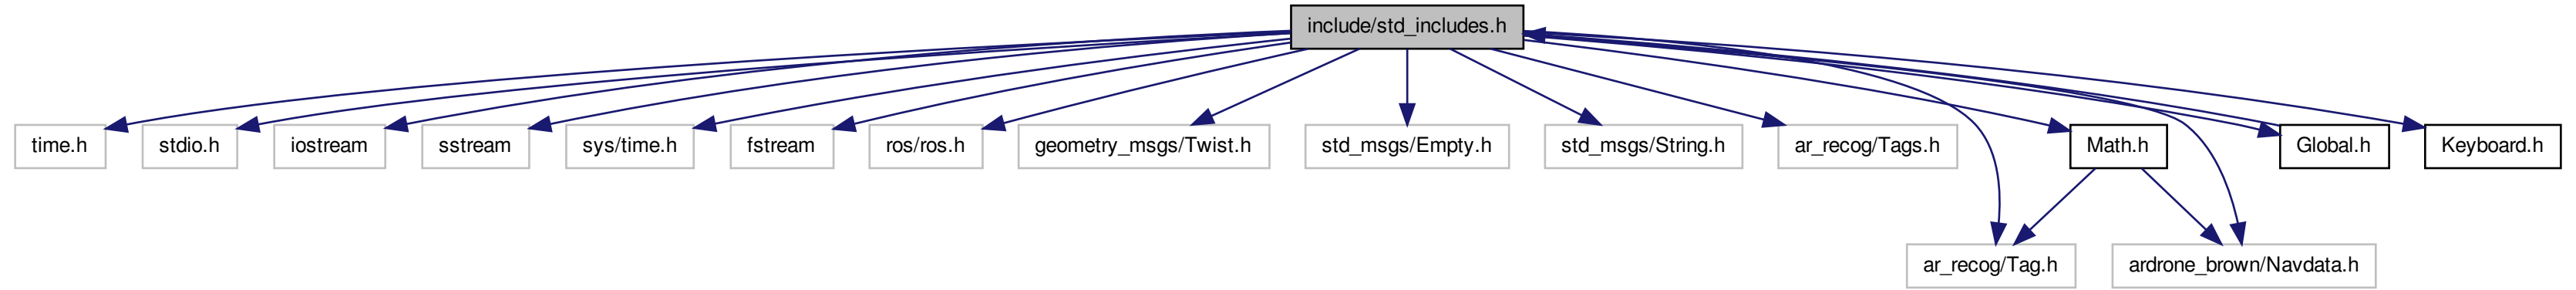 include/std_includes.h
time.h
stdio.h
iostream
sstream
sys/time.h
fstream
ros/ros.h
geometry_msgs/Twist.h
std_msgs/Empty.h
std_msgs/String.h
ar_recog/Tags.h
Math.h
Global.h
Keyboard.h
ar_recog/Tag.h
ardrone_brown/Navdata.h